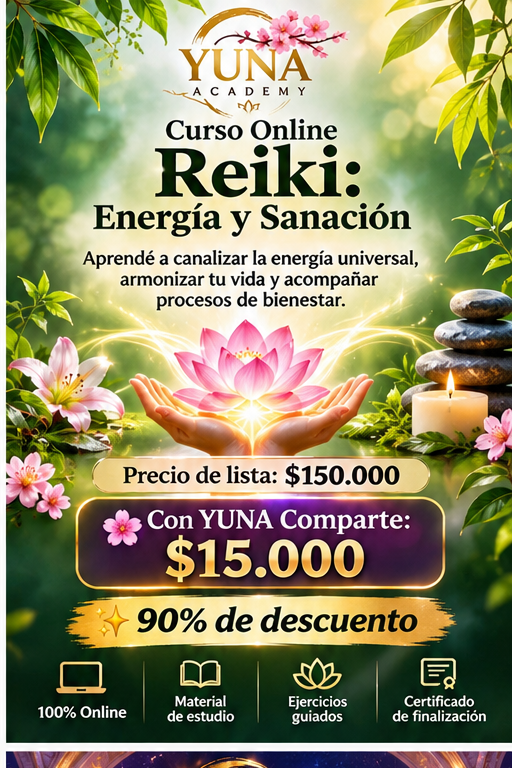 YUNA
ACADEMY
Curso Online
Reiki:
Energía y Sanación
Aprendé a canalizar la energía universal,
armonizar tu vida y acompañar
procesos de bienestar.
Precio de lista: $150.000
Con YUNA Comparte:
$15.000
90% de descuento
100% Online
Material
de estudio
Ejercicios
guiados
Certificado
de finalización
YUNA